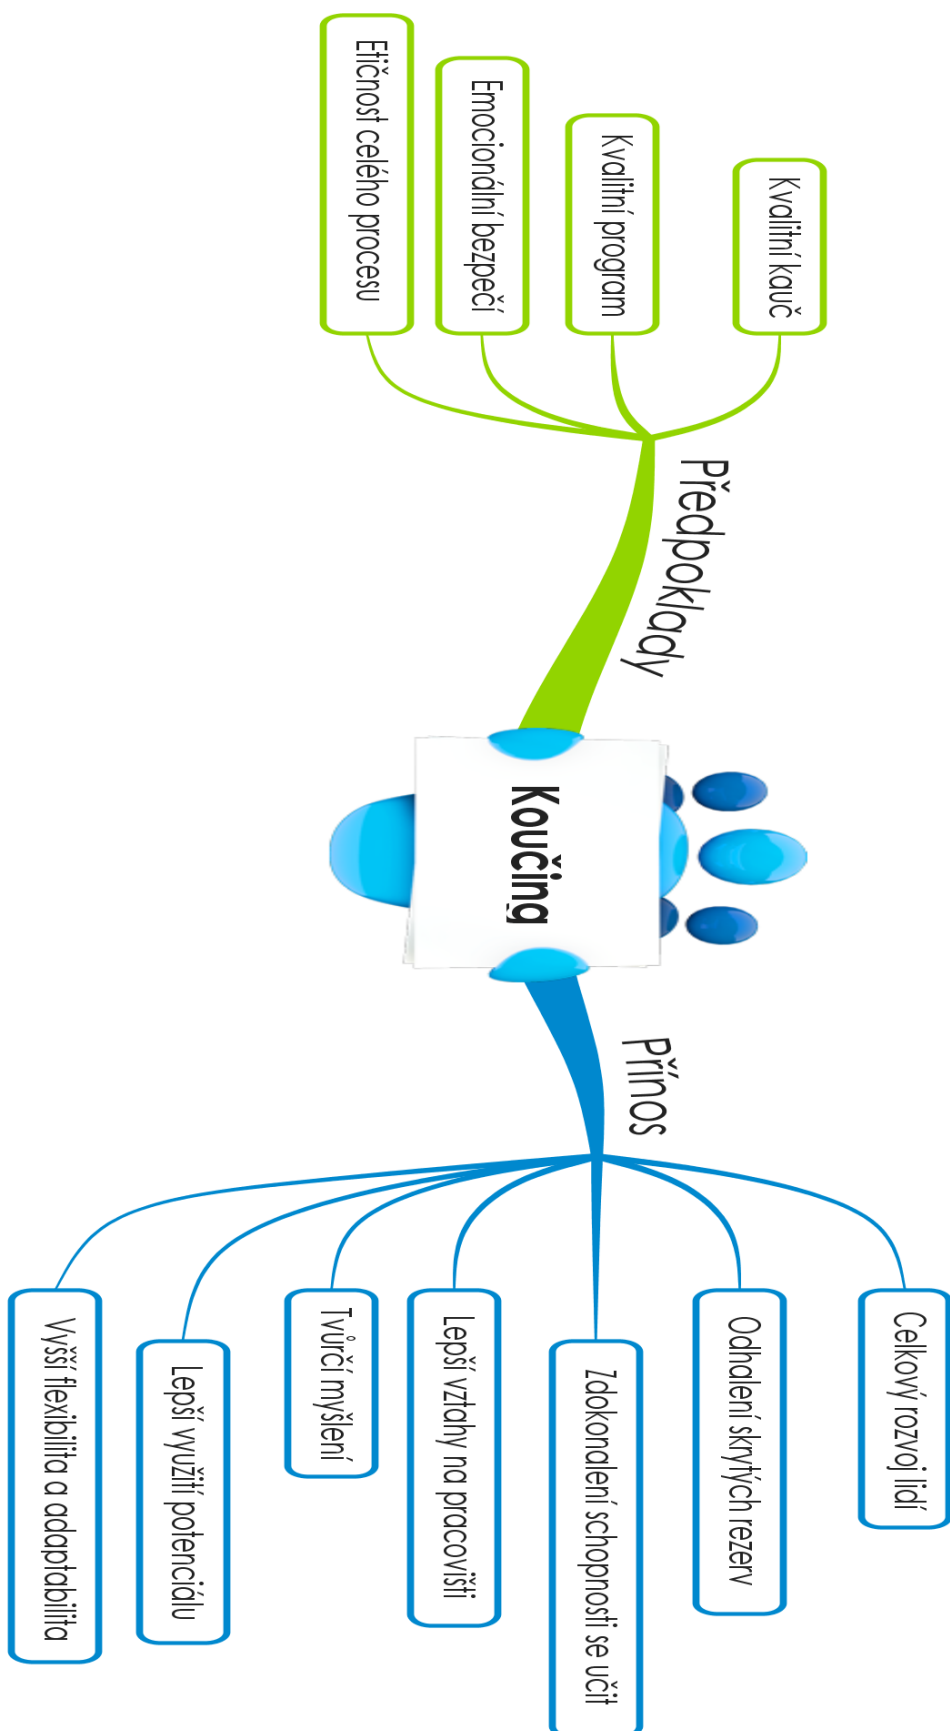 Koučing
Předpoklady
Kvalitní kauč
Kvalitní program
Emocionální bezpečí
Etičnost celého procesu
Přínos
Celkový rozvoj lidí
Odhalení skrytých rezerv
Zdokonalení schopnosti se učit
Lepší vztahy na pracovišti
Tvůrčí myšlení
Lepší využití potenciálu
Vyšší flexibilita a adaptabilita